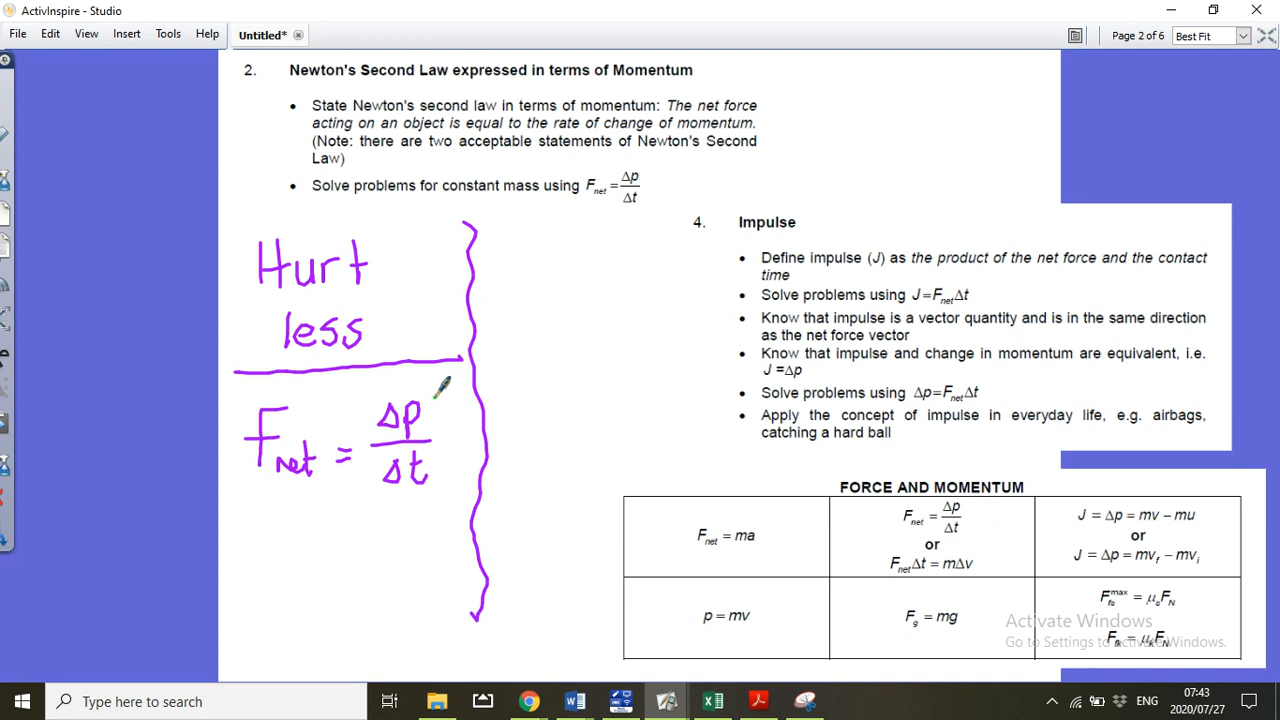 ActivInspire - Studio
File Edit View Insert Tools Help Untitled* Page 2 of 6 Best Fit
2. Newton's Second Law expressed in terms of Momentum
• State Newton's second law in terms of momentum: The net force
acting on an object is equal to the rate of change of momentum.
(Note: there are two acceptable statements of Newton's Second
Law)
• Solve problems for constant mass using F_net = Δp/Δt
Hurt
less
F_net = Δp/Δt
4. Impulse
• Define impulse (J) as the product of the net force and the contact
time
• Solve problems using J=F_netΔt
• Know that impulse is a vector quantity and is in the same direction
as the net force vector
• Know that impulse and change in momentum are equivalent, i.e.
J =Δp
• Solve problems using Δp=F_netΔt
• Apply the concept of impulse in everyday life, e.g. airbags,
catching a hard ball
FORCE AND MOMENTUM
F_net = ma
F_net = Δp/Δt
or
F_netΔt = mΔv
J = Δp = mv – mu
or
J = Δp = mv_f – mv_i
p = mv
F_g = mg
F_fs^max = μ_sF_N
F_fk = μ_kF_N
Activate Windows
Go to Settings to activate Windows.
Type here to search
ENG
07:43
2020/07/27